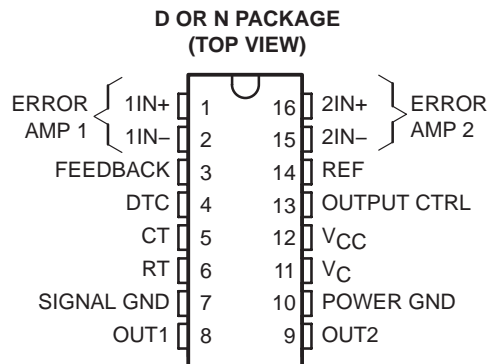 D OR N PACKAGE
(TOP VIEW)
ERROR
AMP 1
1IN+ 1
1IN− 2
FEEDBACK 3
DTC 4
CT 5
RT 6
SIGNAL GND 7
OUT1 8
16 2IN+
15 2IN−
ERROR
AMP 2
14 REF
13 OUTPUT CTRL
12 VCC
11 VC
10 POWER GND
9 OUT2